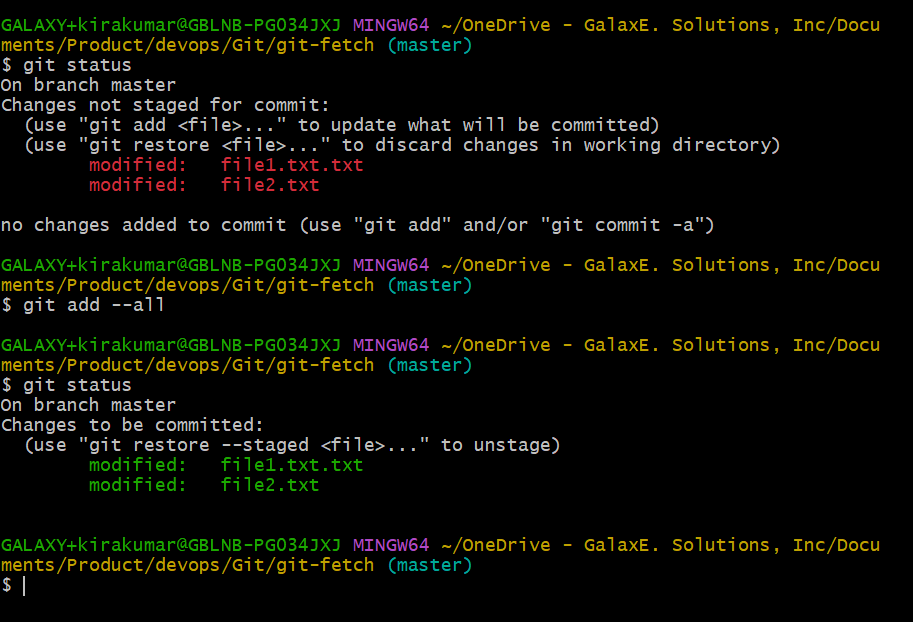 GALAXY+kirakumar@GBLNB-PG034JXJ MINGW64 ~/OneDrive - GalaxE. Solutions, Inc/Docu
ments/Product/devops/Git/git-fetch (master)
$ git status
On branch master
Changes not staged for commit:
  (use "git add <file>..." to update what will be committed)
  (use "git restore <file>..." to discard changes in working directory)
        modified:   file1.txt.txt
        modified:   file2.txt

no changes added to commit (use "git add" and/or "git commit -a")

GALAXY+kirakumar@GBLNB-PG034JXJ MINGW64 ~/OneDrive - GalaxE. Solutions, Inc/Docu
ments/Product/devops/Git/git-fetch (master)
$ git add --all

GALAXY+kirakumar@GBLNB-PG034JXJ MINGW64 ~/OneDrive - GalaxE. Solutions, Inc/Docu
ments/Product/devops/Git/git-fetch (master)
$ git status
On branch master
Changes to be committed:
  (use "git restore --staged <file>..." to unstage)
        modified:   file1.txt.txt
        modified:   file2.txt


GALAXY+kirakumar@GBLNB-PG034JXJ MINGW64 ~/OneDrive - GalaxE. Solutions, Inc/Docu
ments/Product/devops/Git/git-fetch (master)
$